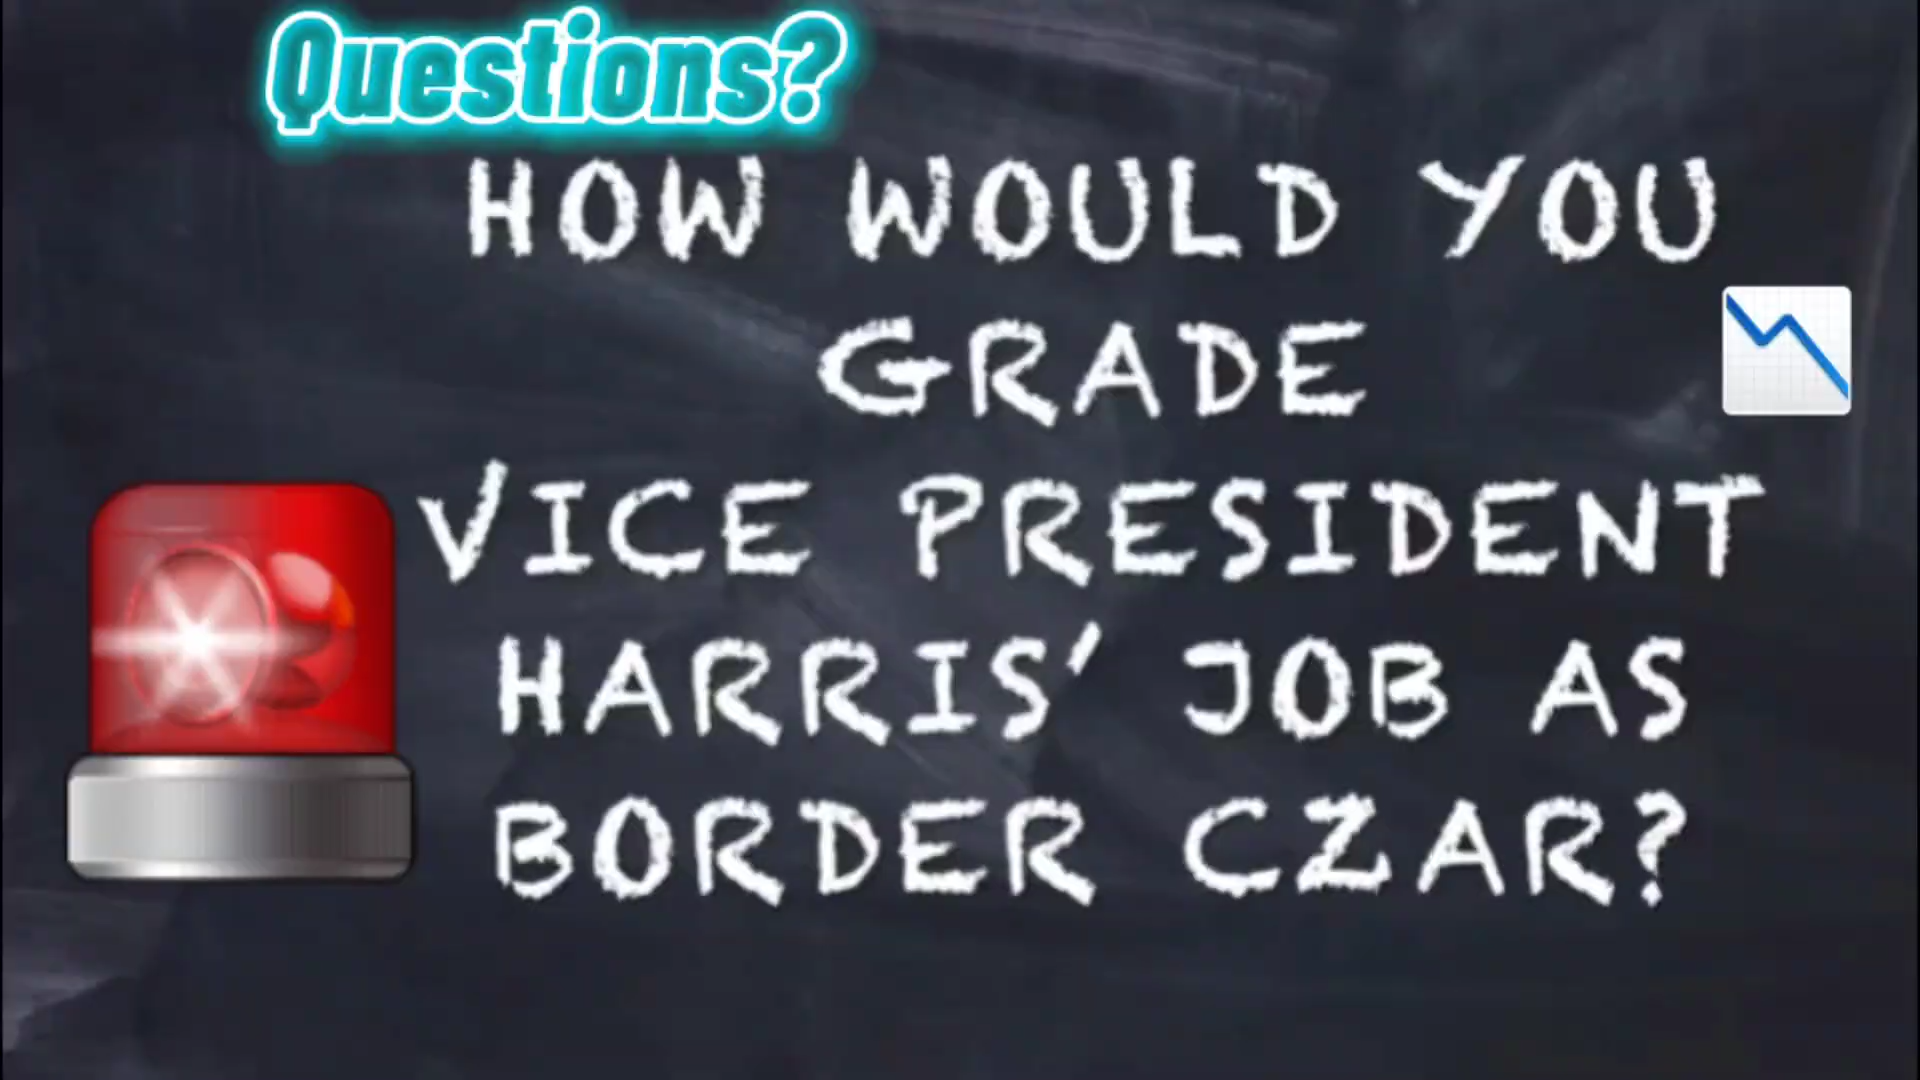 Questions?
HOW WOULD YOU
GRADE
VICE PRESIDENT
HARRIS’ JOB AS
BORDER CZAR?